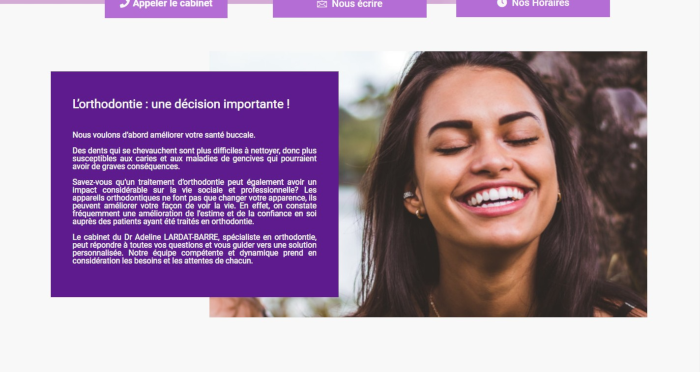 Appeler le cabinet
Nous écrire
Nos Horaires
L'orthodontie : une décision importante !
Nous voulons d'abord améliorer votre santé buccale.
Des dents qui se chevauchent sont plus difficiles à nettoyer, donc plus
susceptibles aux caries et aux maladies de gencives qui pourraient
avoir de graves conséquences.
Savez-vous qu'un traitement d'orthodontie peut également avoir un
impact considérable sur la vie sociale et professionnelle? Les
appareils orthodontiques ne font pas que changer votre apparence, ils
peuvent améliorer votre façon de voir la vie. En effet, on constate
fréquemment une amélioration de l'estime et de la confiance en soi
auprès des patients ayant été traités en orthodontie.
Le cabinet du Dr Adeline LARDAT-BARRE, spécialiste en orthodontie,
peut répondre à toutes vos questions et vous guider vers une solution
personnalisée. Notre équipe compétente et dynamique prend en
considération les besoins et les attentes de chacun.